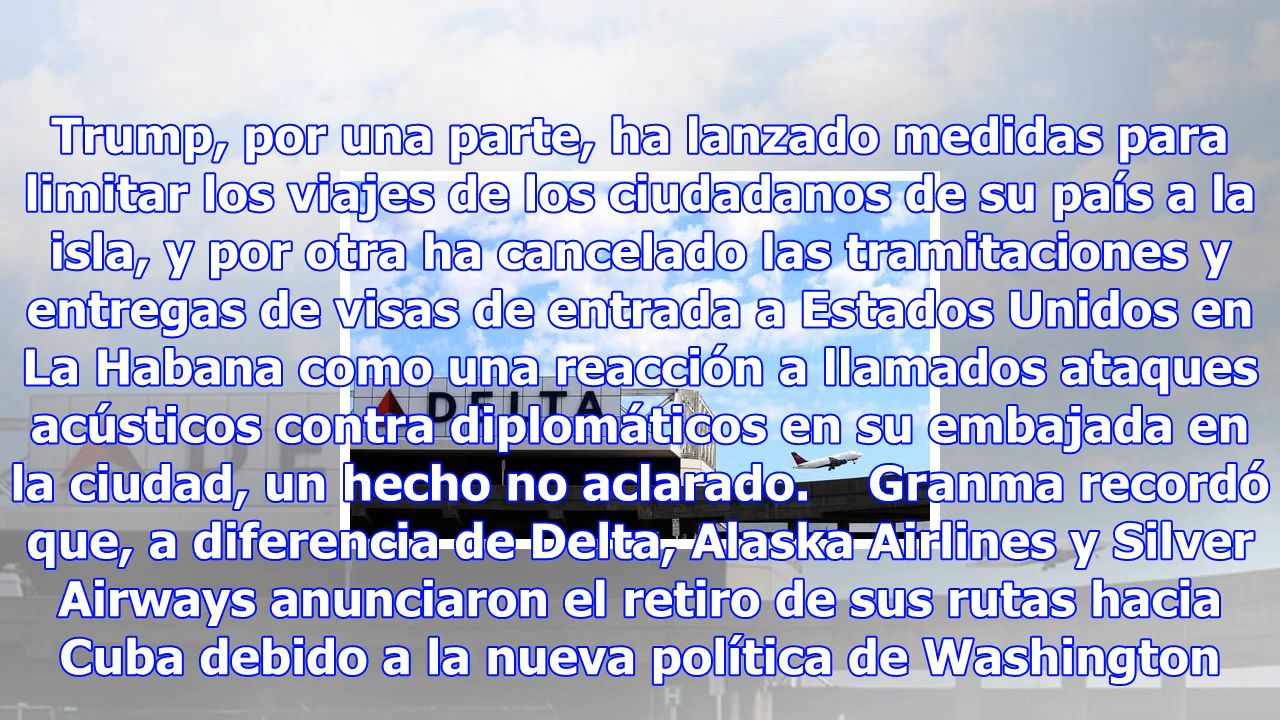 Trump, por una parte, ha lanzado medidas para
limitar los viajes de los ciudadanos de su país a la
isla, y por otra ha cancelado las tramitaciones y
entregas de visas de entrada a Estados Unidos en
La Habana como una reacción a llamados ataques
acústicos contra diplomáticos en su embajada en
la ciudad, un hecho no aclarado.    Granma recordó
que, a diferencia de Delta, Alaska Airlines y Silver
Airways anunciaron el retiro de sus rutas hacia
Cuba debido a la nueva política de Washington
DELTA